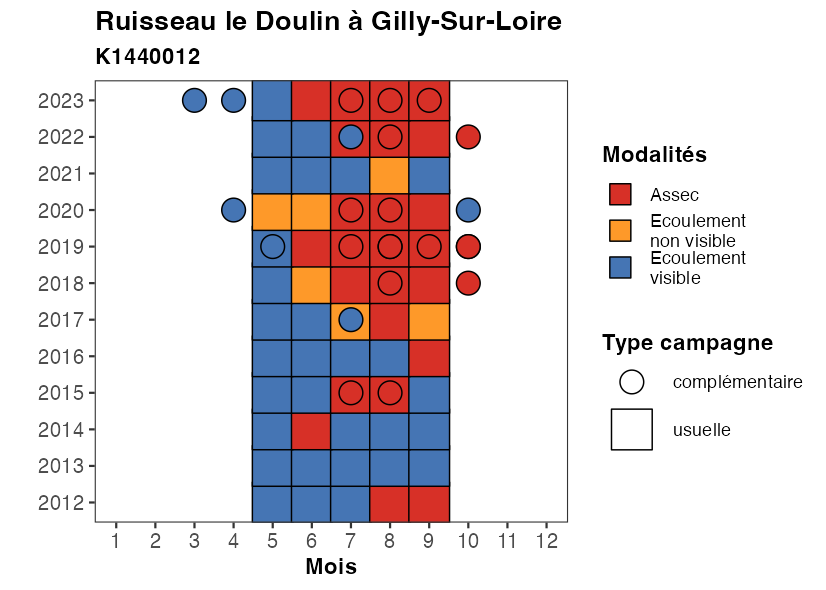 Ruisseau le Doulin à Gilly-Sur-Loire
K1440012
2023
2022
2021
2020
2019
2018
2017
2016
2015
2014
2013
2012
1 2 3 4 5 6 7 8 9 10 11 12
Mois
Modalités
Assec
Ecoulement
non visible
Ecoulement
visible
Type campagne
complémentaire
usuelle